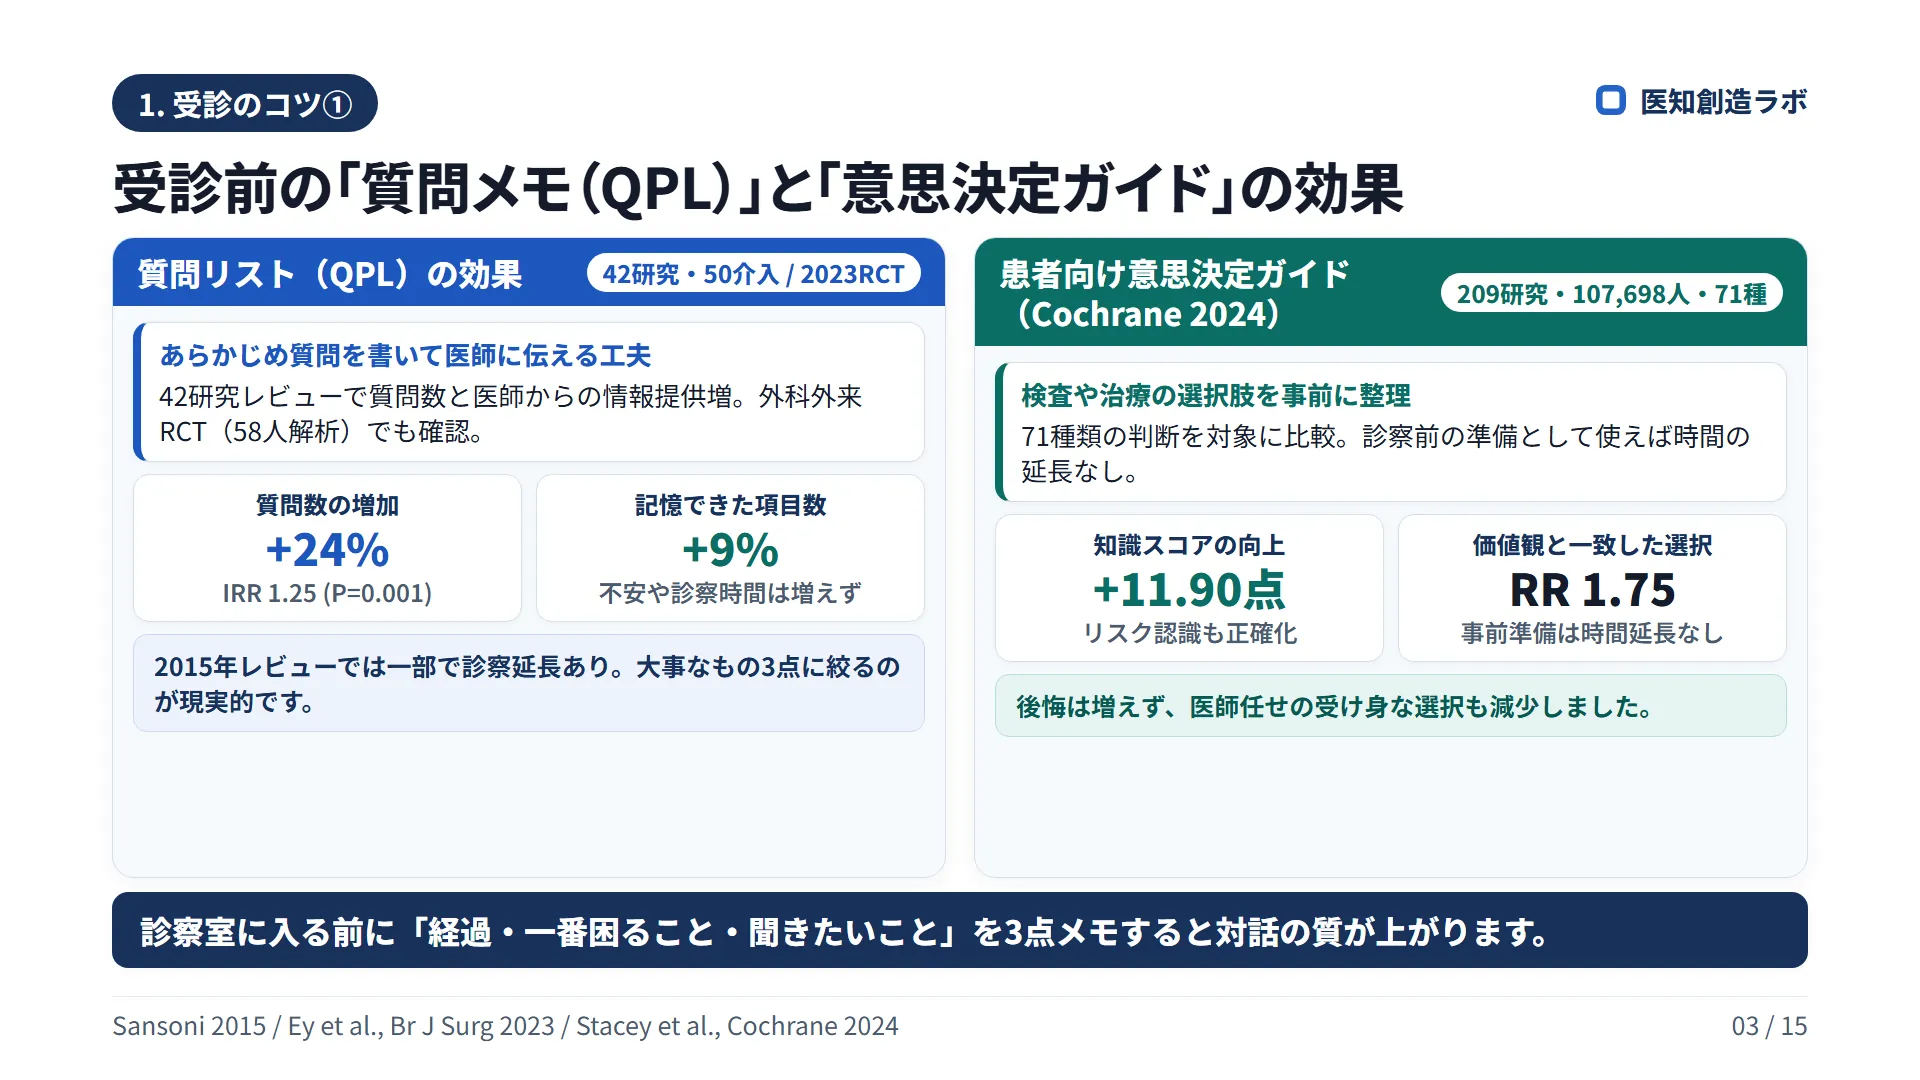 1. 受診のコツ①
医知創造ラボ
受診前の「質問メモ(QPL)」と「意思決定ガイド」の効果
質問リスト（QPL）の効果
42研究・50介入 / 2023RCT
あらかじめ質問を書いて医師に伝える工夫
42研究レビューで質問数と医師からの情報提供増。外科外来
RCT（58人解析）でも確認。
質問数の増加
+24%
IRR 1.25 (P=0.001)
記憶できた項目数
+9%
不安や診察時間は増えず
2015年レビューでは一部で診察延長あり。大事なもの3点に絞るの
が現実的です。
患者向け意思決定ガイド
（Cochrane 2024）
209研究・107,698人・71種
検査や治療の選択肢を事前に整理
71種類の判断を対象に比較。診察前の準備として使えば時間の
延長なし。
知識スコアの向上
+11.90点
リスク認識も正確化
価値観と一致した選択
RR 1.75
事前準備は時間延長なし
後悔は増えず、医師任せの受け身な選択も減少しました。
診察室に入る前に「経過・一番困ること・聞きたいこと」を3点メモすると対話の質が上がります。
Sansoni 2015 / Ey et al., Br J Surg 2023 / Stacey et al., Cochrane 2024
03 / 15